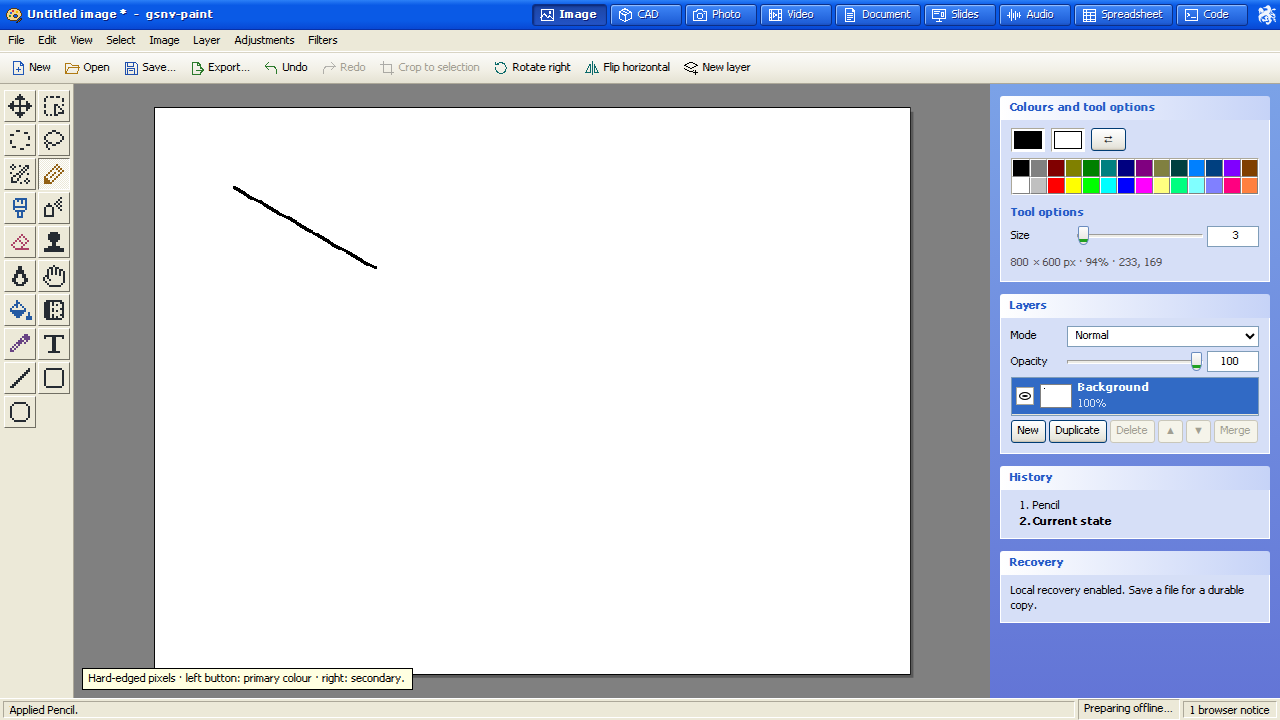 Untitled image * - gsnv-paint
Image CAD Photo Video Document Slides Audio Spreadsheet Code
File Edit View Select Image Layer Adjustments Filters
New Open Save... Export... Undo Redo Crop to selection Rotate right Flip horizontal New layer
Colours and tool options
Tool options
Size 3
800 × 600 px · 94% · 233, 169
Layers
Mode Normal
Opacity 100
Background
100%
New Duplicate Delete ▲ ▼ Merge
History
1. Pencil
2. Current state
Recovery
Local recovery enabled. Save a file for a durable
copy.
Hard-edged pixels · left button: primary colour · right: secondary.
Applied Pencil. Preparing offline... 1 browser notice